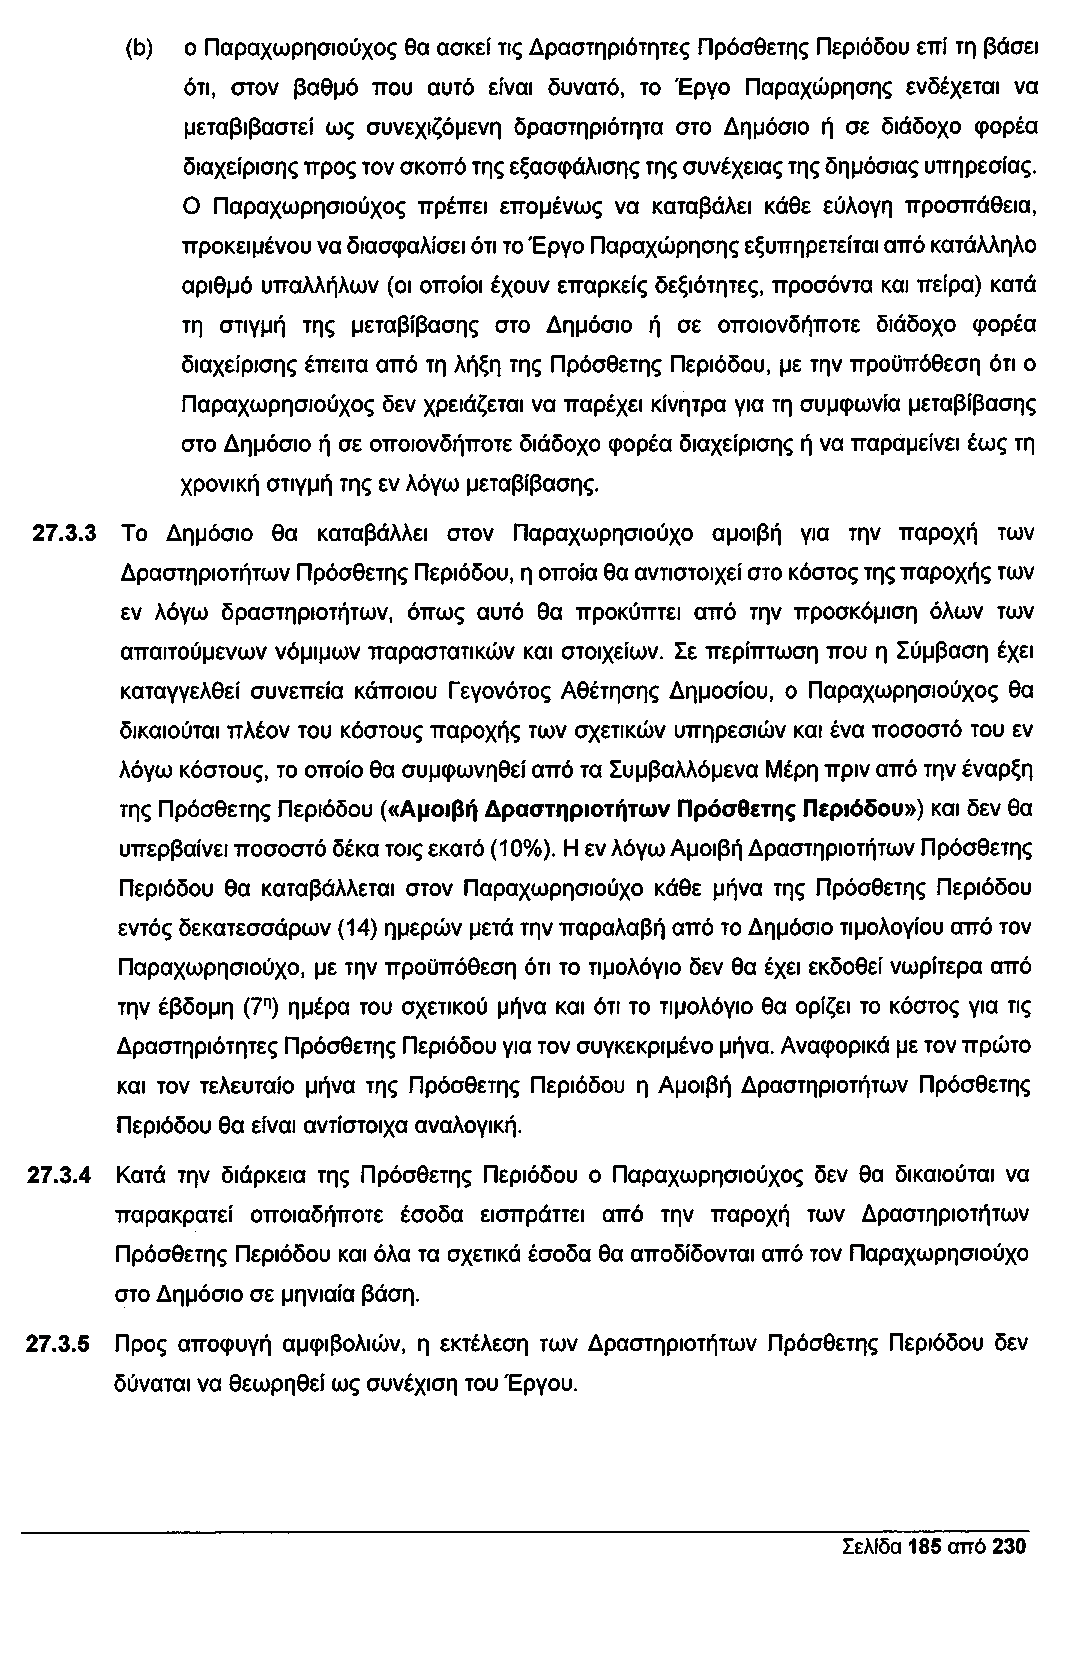 (b) ο Παραχωρησιούχος θα ασκεί τις Δραστηριότητες Πρόσθετης Περιόδου επί τη βάσει
ότι, στον βαθμό που αυτό είναι δυνατό, το Έργο Παραχώρησης ενδέχεται να
μεταβιβαστεί ως συνεχιζόμενη δραστηριότητα στο Δημόσιο ή σε διάδοχο φορέα
διαχείρισης προς τον σκοπό της εξασφάλισης της συνέχειας της δημόσιας υπηρεσίας.
Ο Παραχωρησιούχος πρέπει επομένως να καταβάλει κάθε εύλογη προσπάθεια,
προκειμένου να διασφαλίσει ότι το Έργο Παραχώρησης εξυπηρετείται από κατάλληλο
αριθμό υπαλλήλων (οι οποίοι έχουν επαρκείς δεξιότητες, προσόντα και πείρα) κατά
τη στιγμή της μεταβίβασης στο Δημόσιο ή σε οποιονδήποτε διάδοχο φορέα
διαχείρισης έπειτα από τη λήξη της Πρόσθετης Περιόδου, με την προϋπόθεση ότι ο
Παραχωρησιούχος δεν χρειάζεται να παρέχει κίνητρα για τη συμφωνία μεταβίβασης
στο Δημόσιο ή σε οποιονδήποτε διάδοχο φορέα διαχείρισης ή να παραμείνει έως τη
χρονική στιγμή της εν λόγω μεταβίβασης.
27.3.3 Το Δημόσιο θα καταβάλλει στον Παραχωρησιούχο αμοιβή για την παροχή των
Δραστηριοτήτων Πρόσθετης Περιόδου, η οποία θα αντιστοιχεί στο κόστος της παροχής των
εν λόγω δραστηριοτήτων, όπως αυτό θα προκύπτει από την προσκόμιση όλων των
απαιτούμενων νόμιμων παραστατικών και στοιχείων. Σε περίπτωση που η Σύμβαση έχει
καταγγελθεί συνεπεία κάποιου Γεγονότος Αθέτησης Δημοσίου, ο Παραχωρησιούχος θα
δικαιούται πλέον του κόστους παροχής των σχετικών υπηρεσιών και ένα ποσοστό του εν
λόγω κόστους, το οποίο θα συμφωνηθεί από τα Συμβαλλόμενα Μέρη πριν από την έναρξη
της Πρόσθετης Περιόδου («Αμοιβή Δραστηριοτήτων Πρόσθετης Περιόδου») και δεν θα
υπερβαίνει ποσοστό δέκα τοις εκατό (10%). Η εν λόγω Αμοιβή Δραστηριοτήτων Πρόσθετης
Περιόδου θα καταβάλλεται στον Παραχωρησιούχο κάθε μήνα της Πρόσθετης Περιόδου
εντός δεκατεσσάρων (14) ημερών μετά την παραλαβή από το Δημόσιο τιμολογίου από τον
Παραχωρησιούχο, με την προϋπόθεση ότι το τιμολόγιο δεν θα έχει εκδοθεί νωρίτερα από
την έβδομη (7η) ημέρα του σχετικού μήνα και ότι το τιμολόγιο θα ορίζει το κόστος για τις
Δραστηριότητες Πρόσθετης Περιόδου για τον συγκεκριμένο μήνα. Αναφορικά με τον πρώτο
και τον τελευταίο μήνα της Πρόσθετης Περιόδου η Αμοιβή Δραστηριοτήτων Πρόσθετης
Περιόδου θα είναι αντίστοιχα αναλογική.
27.3.4 Κατά την διάρκεια της Πρόσθετης Περιόδου ο Παραχωρησιούχος δεν θα δικαιούται να
παρακρατεί οποιαδήποτε έσοδα εισπράττει από την παροχή των Δραστηριοτήτων
Πρόσθετης Περιόδου και όλα τα σχετικά έσοδα θα αποδίδονται από τον Παραχωρησιούχο
στο Δημόσιο σε μηνιαία βάση.
27.3.5 Προς αποφυγή αμφιβολιών, η εκτέλεση των Δραστηριοτήτων Πρόσθετης Περιόδου δεν
δύναται να θεωρηθεί ως συνέχιση του Έργου.
Σελίδα 185 από 230